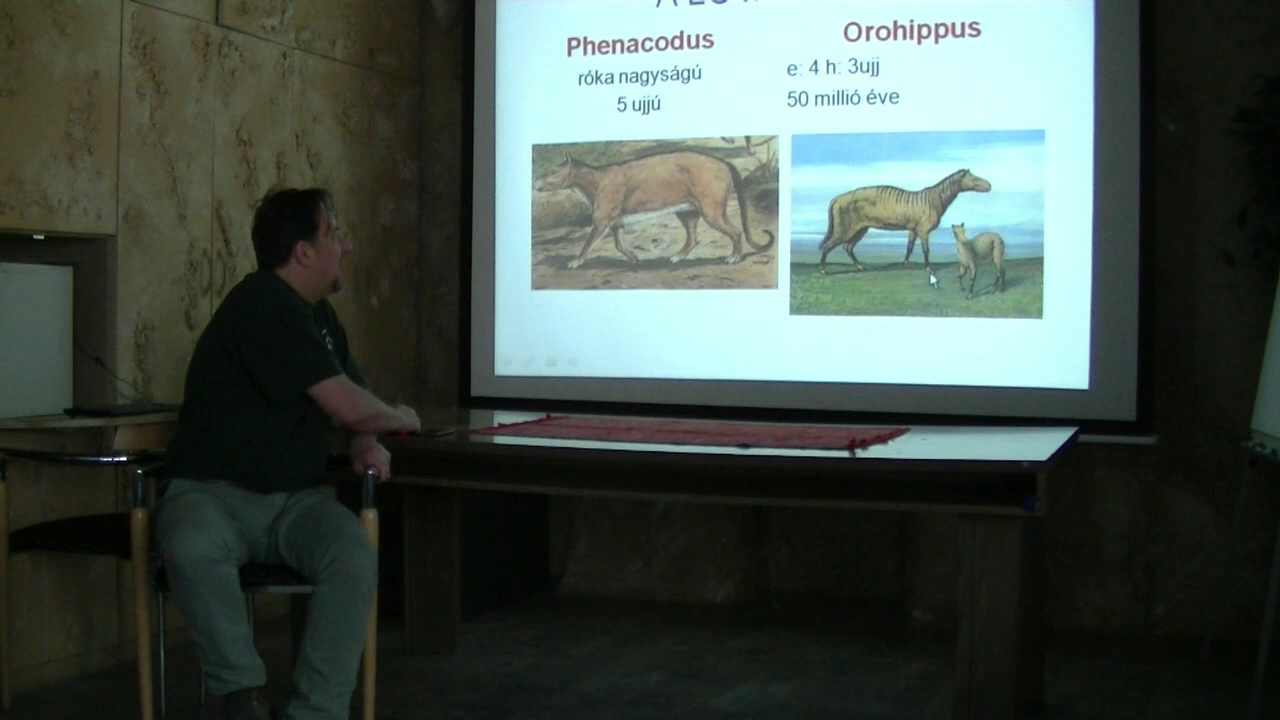 Phenacodus
róka nagyságú
5 ujjú
Orohippus
e: 4 h: 3ujj
50 millió éve